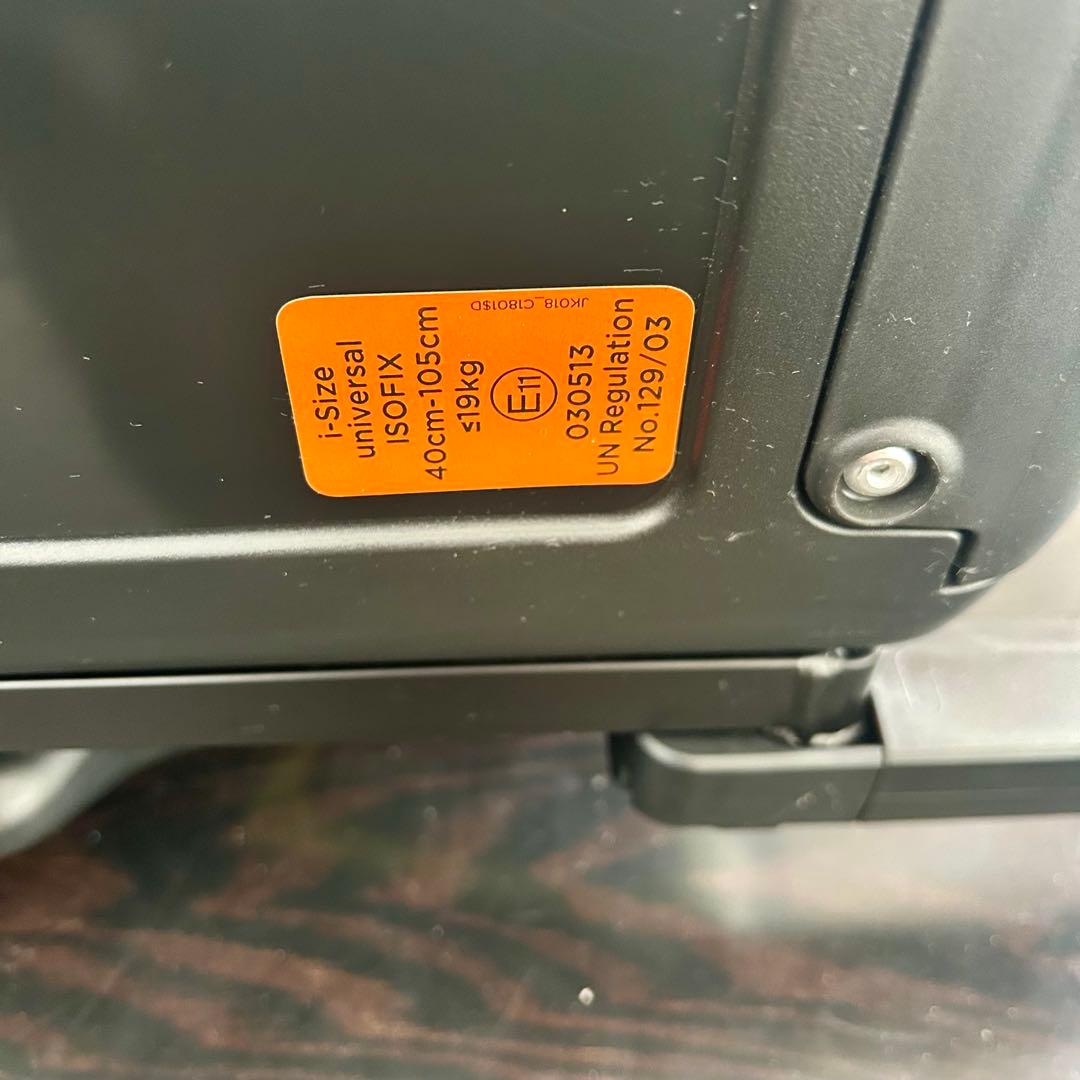 i-Size
universal
ISOFIX
40cm-105cm
≤19kg
E11
030513
UN Regulation
No.129/03
JK018_C1801$D